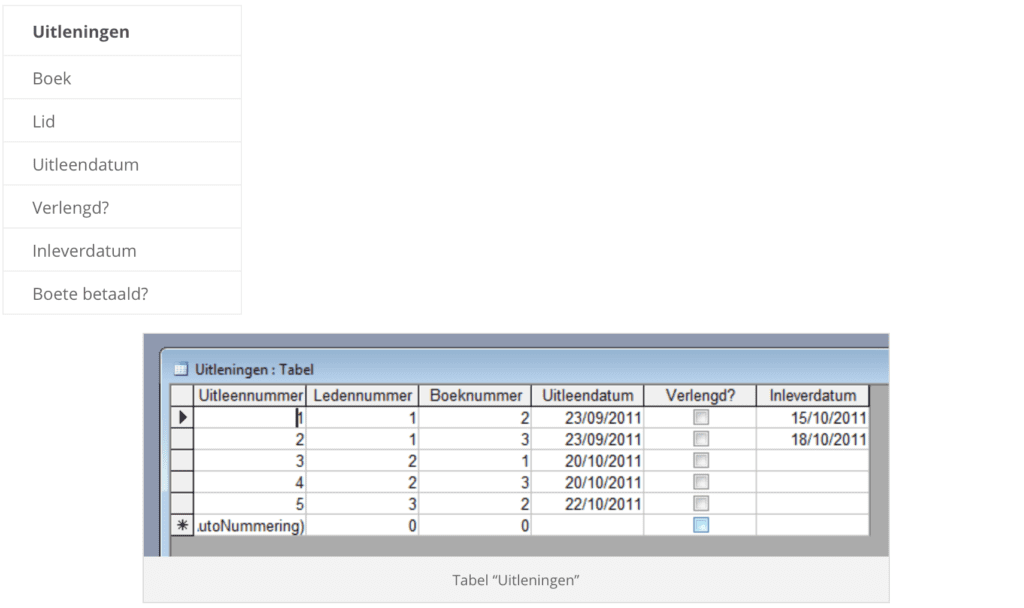 Uitleningen
Boek
Lid
Uitleendatum
Verlengd?
Inleverdatum
Boete betaald?
Uitleningen : Tabel
Uitleennummer Ledennummer Boeknummer Uitleendatum Verlengd? Inleverdatum
1 1 2 23/09/2011 15/10/2011
2 1 3 23/09/2011 18/10/2011
3 2 1 20/10/2011
4 2 3 20/10/2011
5 3 2 22/10/2011
utoNummering) 0 0
Tabel “Uitleningen”